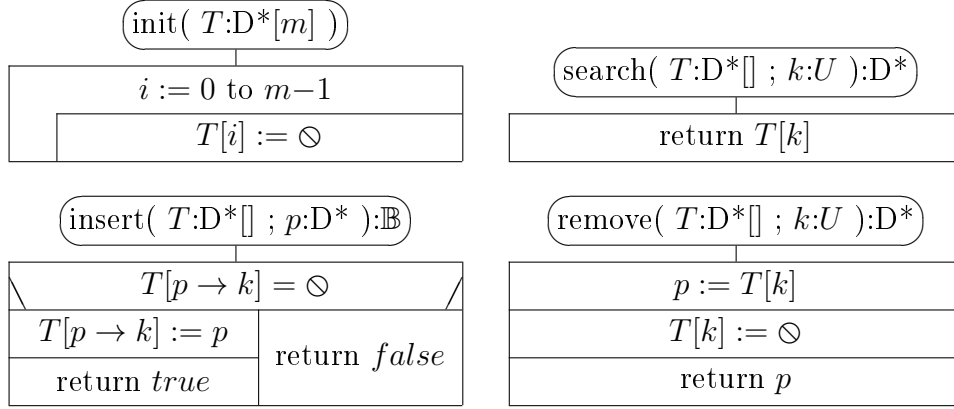 init( T:D*[m] )
i := 0 to m−1
T[i] := ⦸
search( T:D*[] ; k:U ):D*
return T[k]
insert( T:D*[] ; p:D* ):𝔹
T[p → k] = ⦸
T[p → k] := p
return true
return false
remove( T:D*[] ; k:U ):D*
p := T[k]
T[k] := ⦸
return p